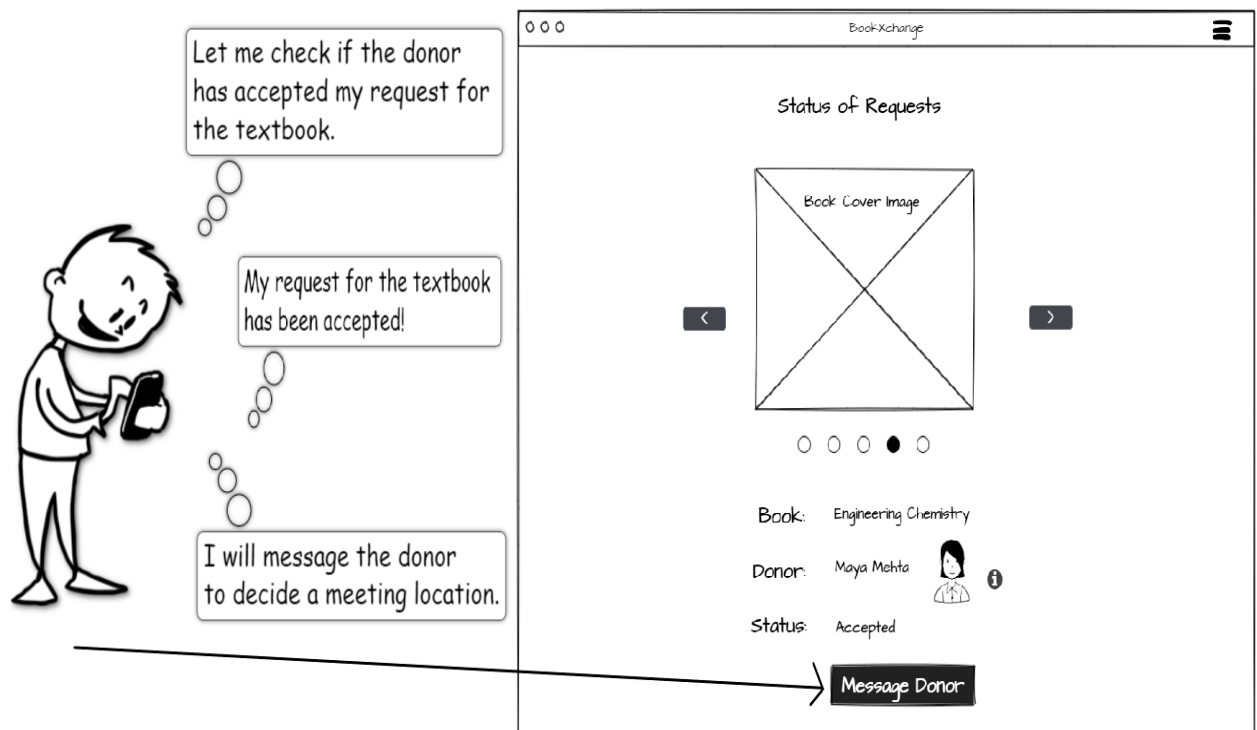 Let me check if the donor
has accepted my request for
the textbook.
My request for the textbook
has been accepted!
I will message the donor
to decide a meeting location.
BookXchange
Status of Requests
Book Cover Image
Book: Engineering Chemistry
Donor: Maya Mehta
Status: Accepted
Message Donor